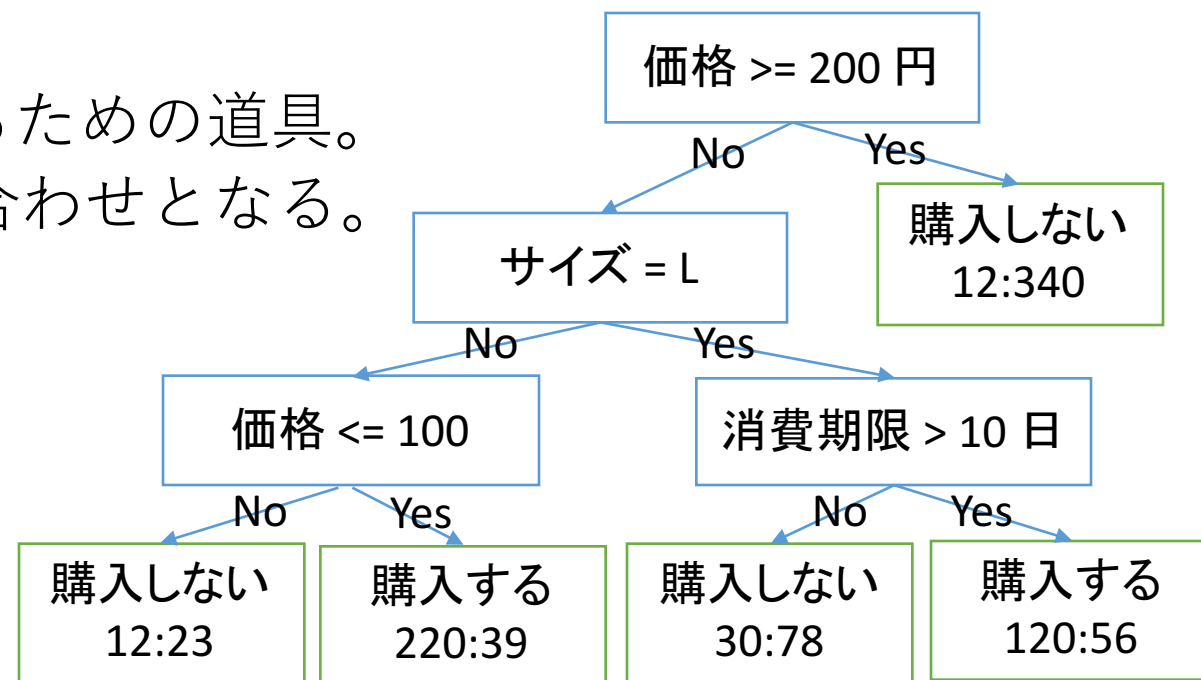 価格 >= 200 円
るための道具。
No
Yes
合わせとなる。
購入しない
12:340
サイズ = L
No
Yes
価格 <= 100
消費期限 > 10 日
No
Yes
No
Yes
購入しない
12:23
購入する
220:39
購入しない
30:78
購入する
120:56